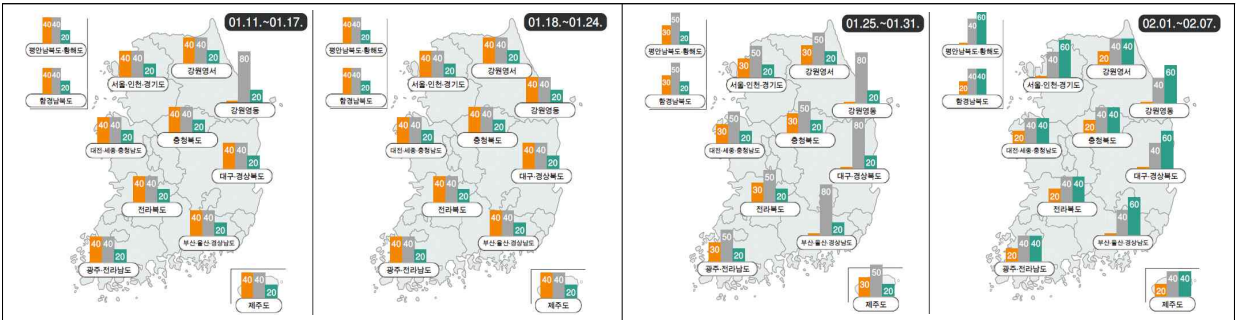 01.11.~01.17.
40 40 20
평안남북도·황해도
40 40 20
함경남북도
40 40 20
서울·인천·경기도
40 40 20
강원영서
80 20
강원영동
40 40 20
대전·세종·충청남도
40 40 20
충청북도
40 40 20
대구·경상북도
40 40 20
전라북도
40 40 20
부산·울산·경상남도
40 40 20
광주·전라남도
40 40 20
제주도
01.18.~01.24.
40 40 20
평안남북도·황해도
40 40 20
함경남북도
40 40 20
서울·인천·경기도
40 40 20
강원영서
40 40 20
강원영동
40 40 20
대전·세종·충청남도
40 40 20
충청북도
40 40 20
대구·경상북도
40 40 20
전라북도
40 40 20
부산·울산·경상남도
40 40 20
광주·전라남도
40 40 20
제주도
01.25.~01.31.
30 50 20
평안남북도·황해도
30 50 20
함경남북도
30 50 20
서울·인천·경기도
30 50 20
강원영서
80 20
강원영동
30 50 20
대전·세종·충청남도
30 50 20
충청북도
80 20
대구·경상북도
30 50 20
전라북도
80 20
부산·울산·경상남도
30 50 20
광주·전라남도
30 50 20
제주도
02.01.~02.07.
40 60
평안남북도·황해도
20 40 40
함경남북도
40 60
서울·인천·경기도
20 40 40
강원영서
40 60
강원영동
20 40 40
대전·세종·충청남도
20 40 40
충청북도
40 60
대구·경상북도
20 40 40
전라북도
40 60
부산·울산·경상남도
20 40 40
광주·전라남도
20 40 40
제주도